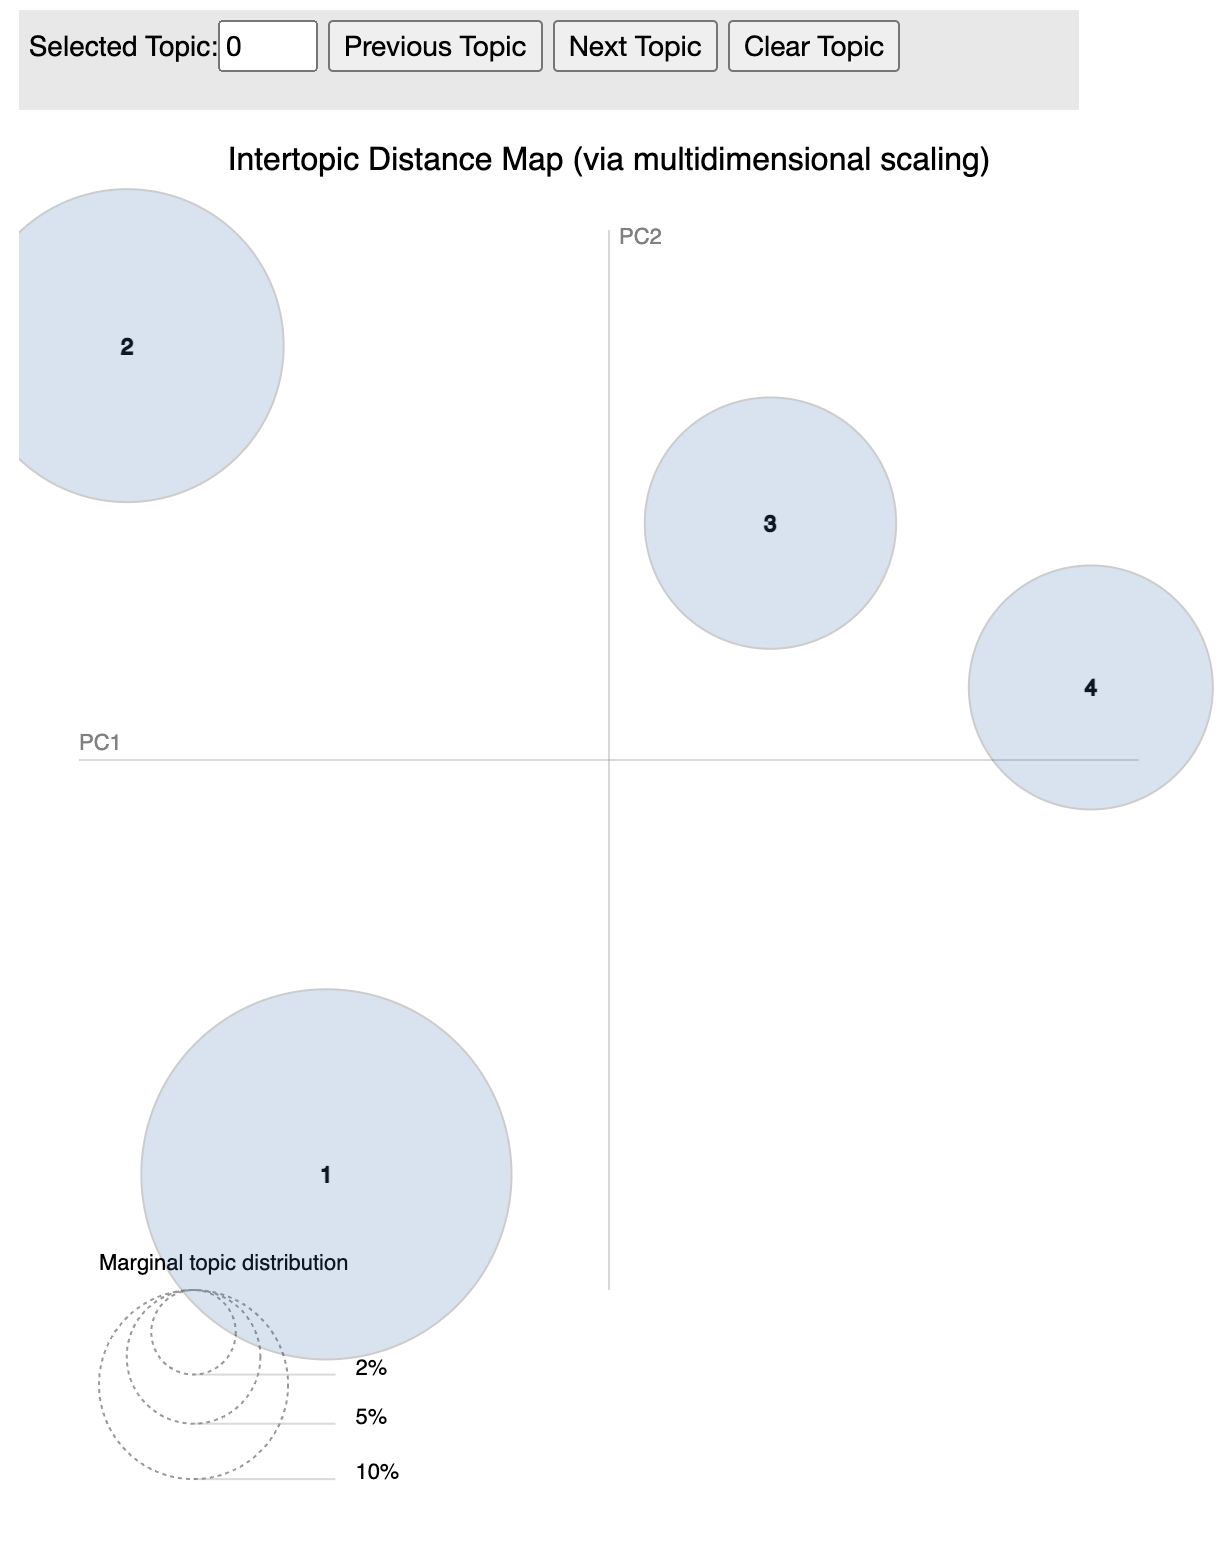 Selected Topic: 0 Previous Topic Next Topic Clear Topic
Intertopic Distance Map (via multidimensional scaling)
PC2
2
3
4
PC1
1
Marginal topic distribution
2%
5%
10%